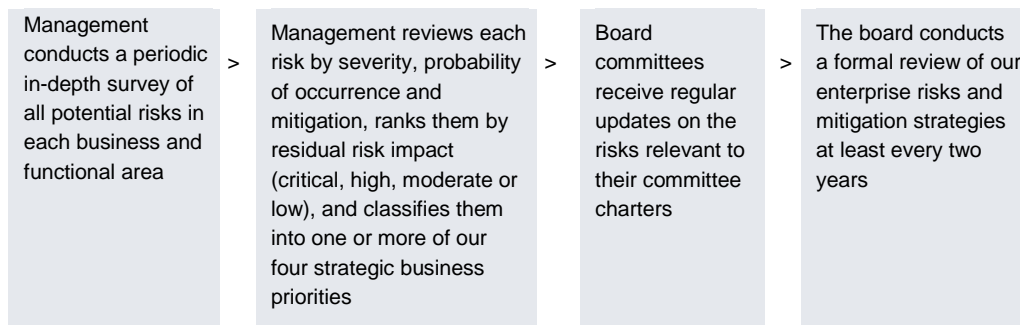 Management
conducts a periodic
in-depth survey of
all potential risks in
each business and
functional area
>
Management reviews each
risk by severity, probability
of occurrence and
mitigation, ranks them by
residual risk impact
(critical, high, moderate or
low), and classifies them
into one or more of our
four strategic business
priorities
>
Board
committees
receive regular
updates on the
risks relevant to
their committee
charters
>
The board conducts
a formal review of our
enterprise risks and
mitigation strategies
at least every two
years